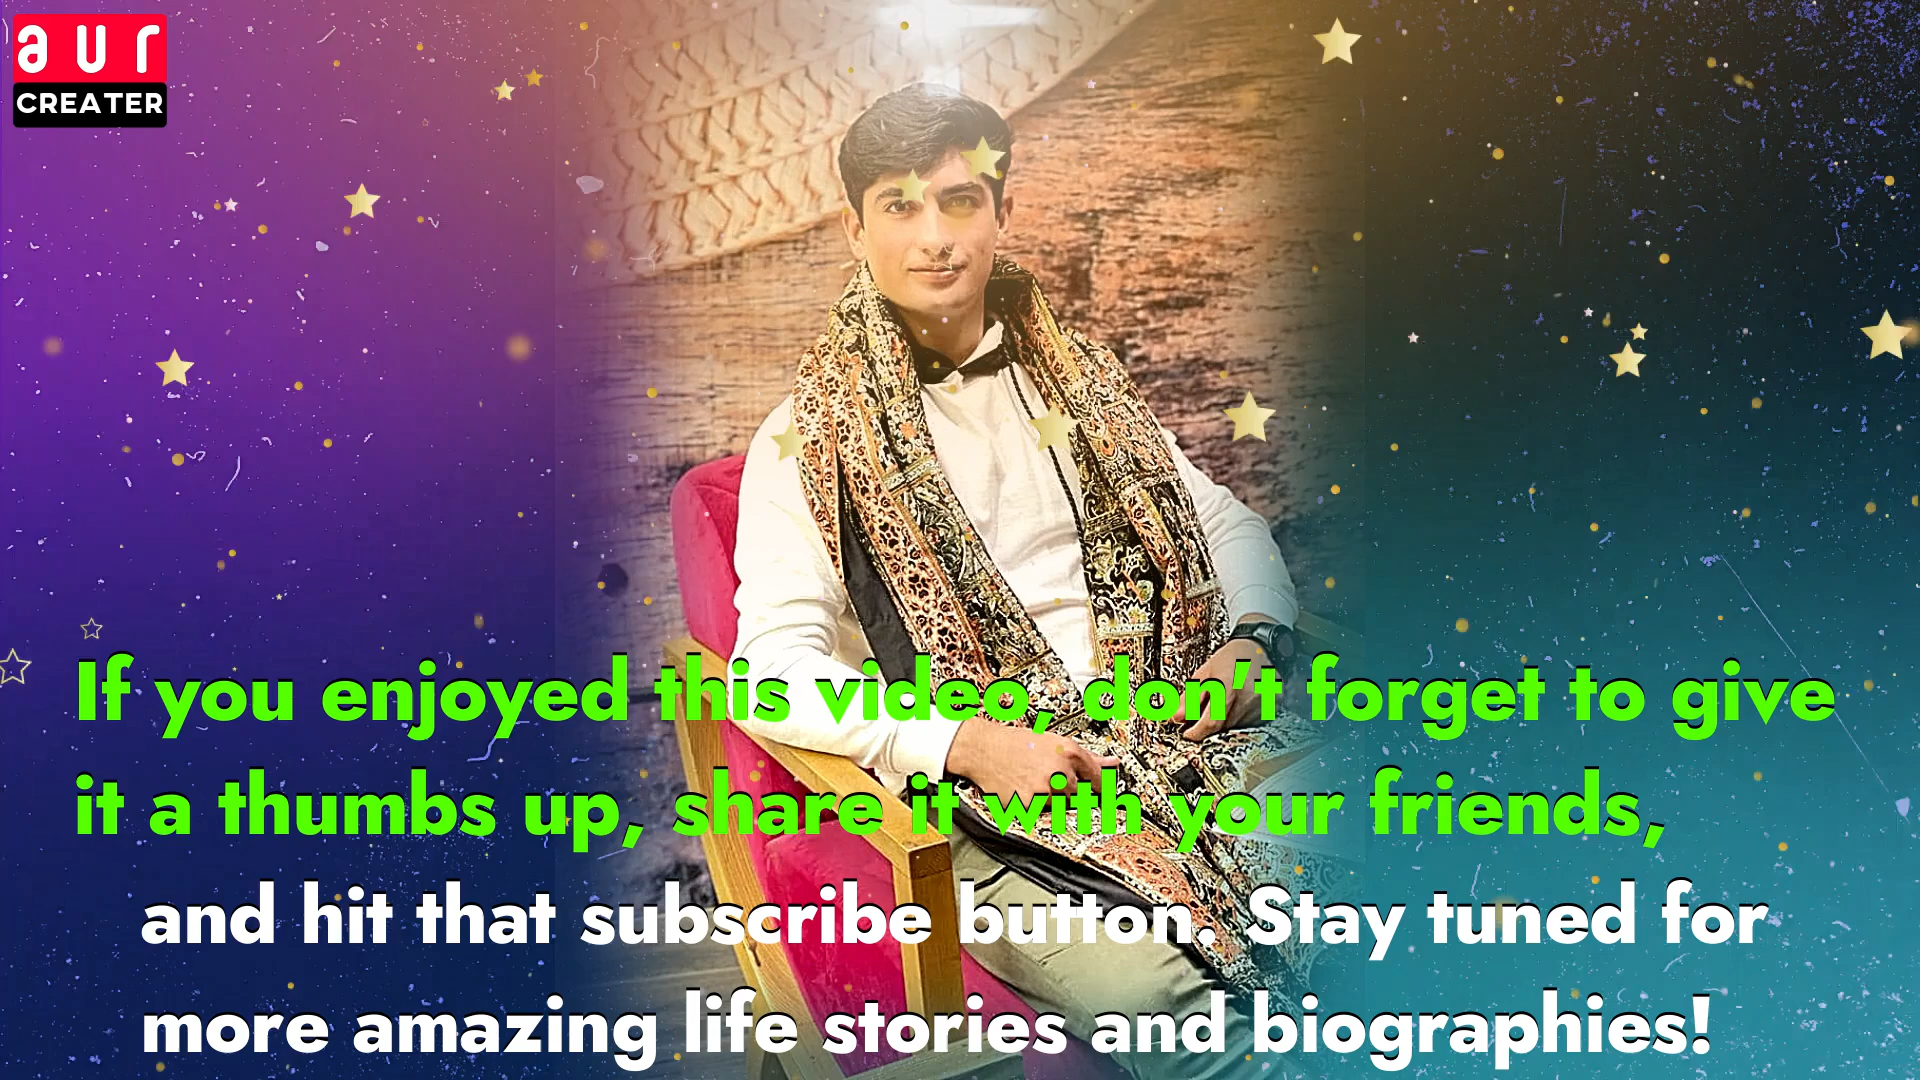 aur
CREATER
If you enjoyed this video, don't forget to give
it a thumbs up, share it with your friends,
and hit that subscribe button. Stay tuned for
more amazing life stories and biographies!